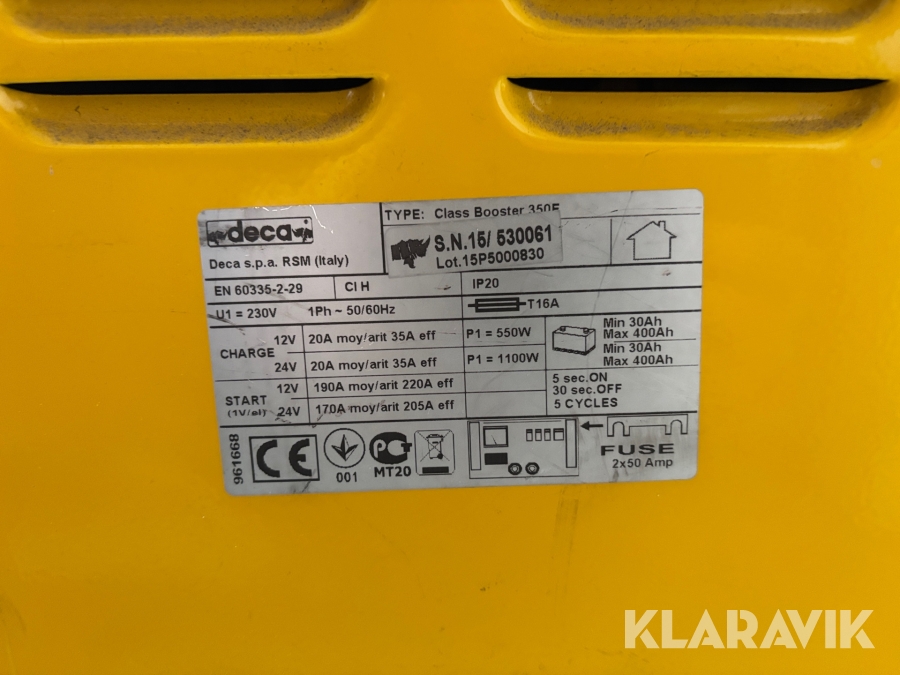 deca
Deca s.p.a. RSM (Italy)
TYPE: Class Booster 350E
S.N.15/ 530061
Lot.15P5000830
EN 60335-2-29
Cl H
IP20
U1 = 230V
1Ph ~ 50/60Hz
T16A
CHARGE
12V 20A moy/arit 35A eff P1 = 550W
24V 20A moy/arit 35A eff P1 = 1100W
Min 30Ah
Max 400Ah
Min 30Ah
Max 400Ah
START
(1V/el)
12V 190A moy/arit 220A eff
24V 170A moy/arit 205A eff
5 sec.ON
30 sec.OFF
5 CYCLES
961668
CE
001
MT20
FUSE
2x50 Amp
KLARAVIK